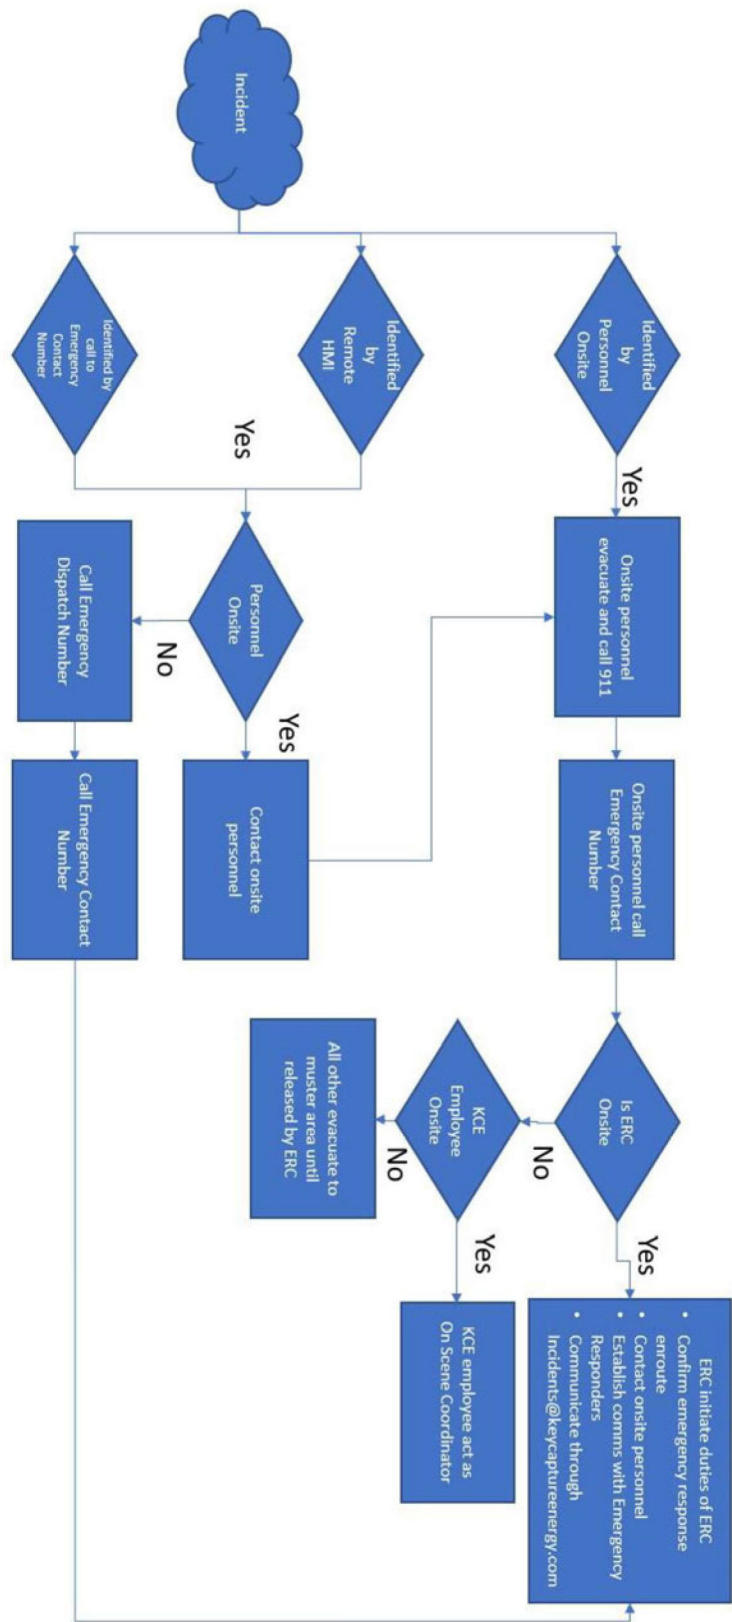 Incident
Identified
by
Personnel
Onsite
Yes
Onsite personnel
evacuate and call 911
Onsite personnel call
Emergency Contact
Number
Is ERC
Onsite
Yes
ERC initiate duties of ERC
• Confirm emergency response
enroute
• Contact onsite personnel
• Establish comms with Emergency
Responders
• Communicate through
Incidents@keycaptureenergy.com
No
KCE
Employee
Onsite
Yes
KCE employee act as
On Scene Coordinator
No
All other evacuate to
muster area until
released by ERC
Identified
by
Remote
HMI
Yes
Identified by
call to
Emergency
Contact
Number
Personnel
Onsite
Yes
Contact onsite
personnel
No
Call Emergency
Dispatch Number
Call Emergency Contact
Number